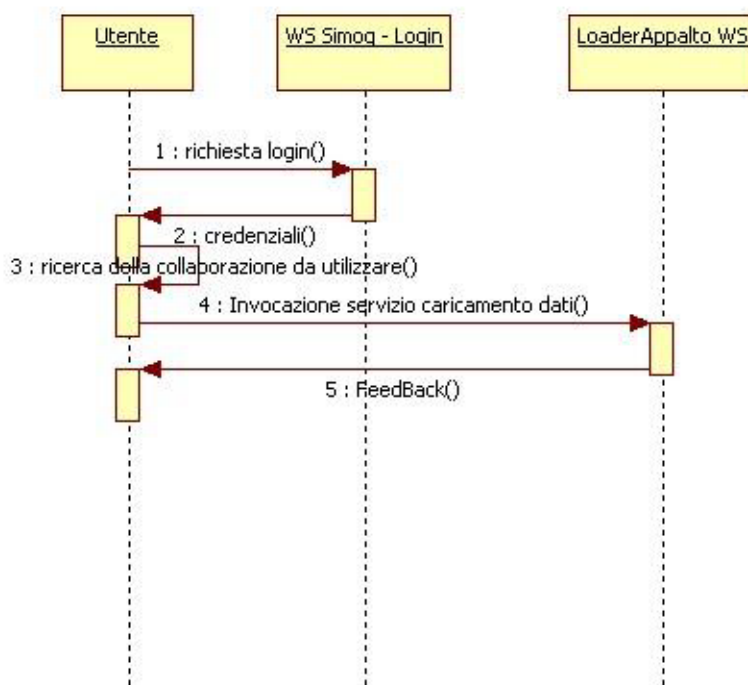 Utente
WS Simog - Login
LoaderAppalto WS
1 : richiesta login()
2 : credenziali()
3 : ricerca della collaborazione da utilizzare()
4 : Invocazione servizio caricamento dati()
5 : FeedBack()